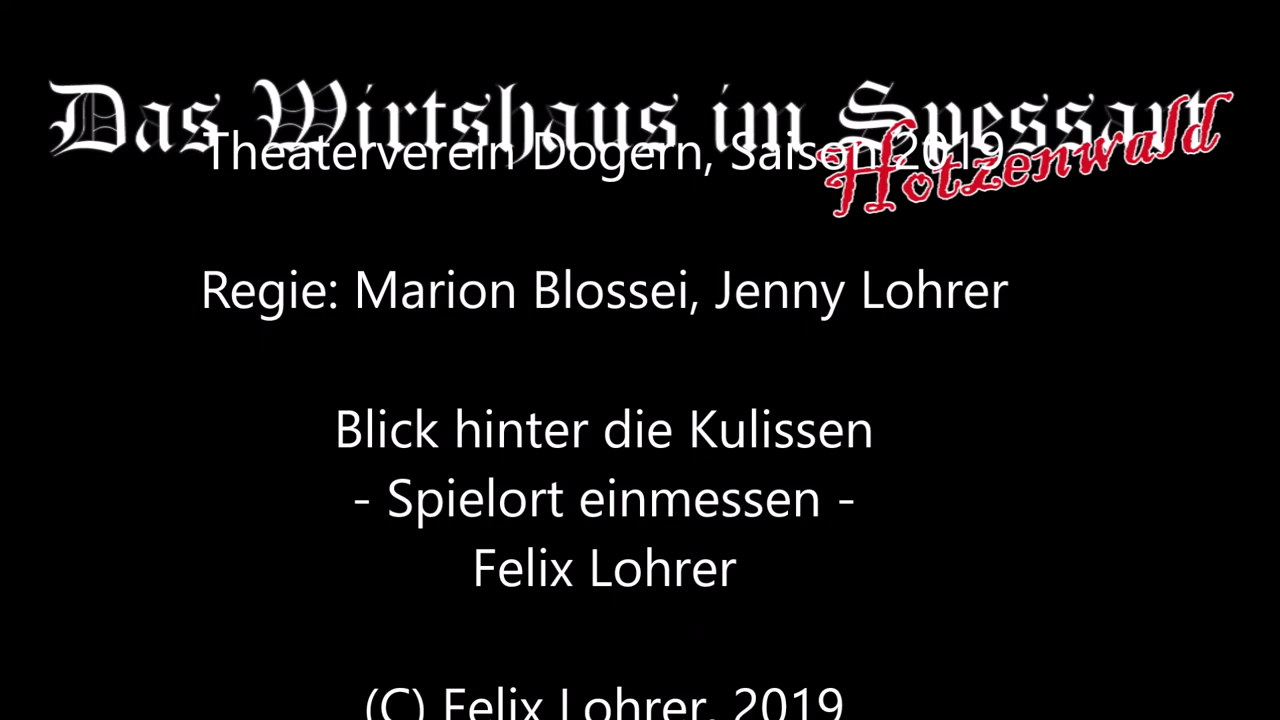 Das Wirtshaus im Spessart
Hotzenwald
Theaterverein Dogern, Saison 2019
Regie: Marion Blossei, Jenny Lohrer
Blick hinter die Kulissen
- Spielort einmessen -
Felix Lohrer
(C) Felix Lohrer, 2019